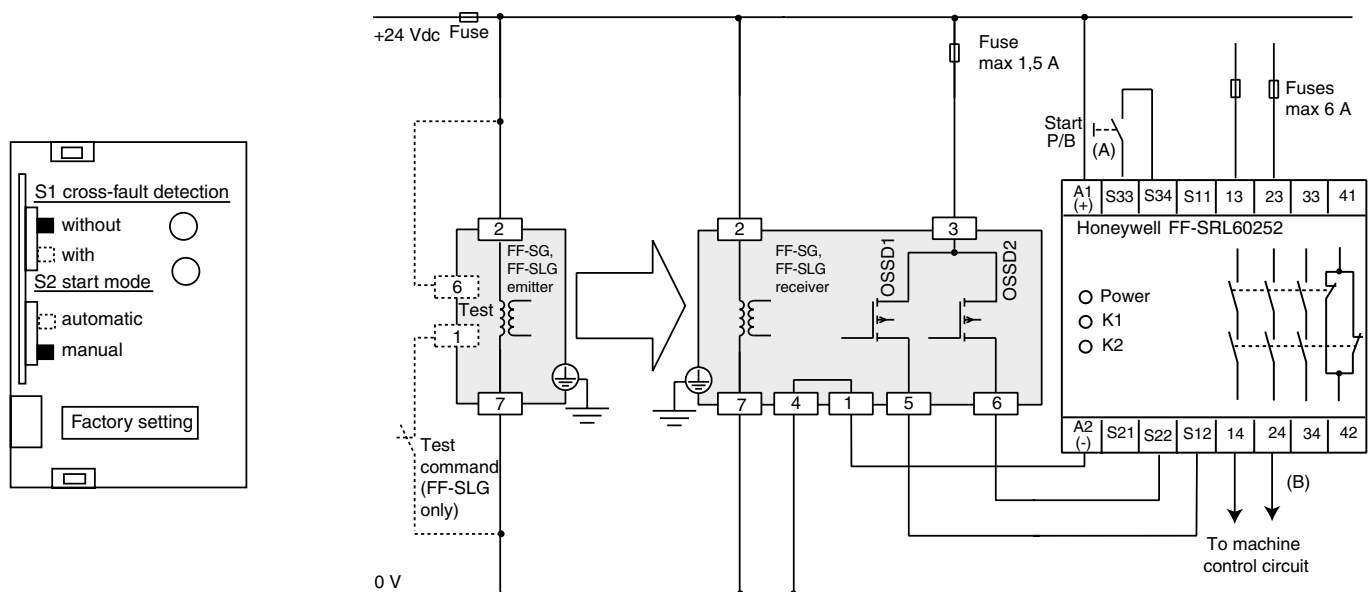 S1 cross-fault detection
without
with
S2 start mode
automatic
manual
Factory setting
+24 Vdc
Fuse
Fuse
max 1,5 A
Fuses
max 6 A
Start
P/B
(A)
A1
(+)
S33
S34
S11
13
23
33
41
Honeywell FF-SRL60252
Power
K1
K2
A2
(-)
S21
S22
S12
14
24
34
42
(B)
To machine
control circuit
2
FF-SG,
FF-SLG
emitter
6
Test
1
7
Test
command
(FF-SLG
only)
2
3
FF-SG,
FF-SLG
receiver
OSSD1
OSSD2
7
4
1
5
6
0 V